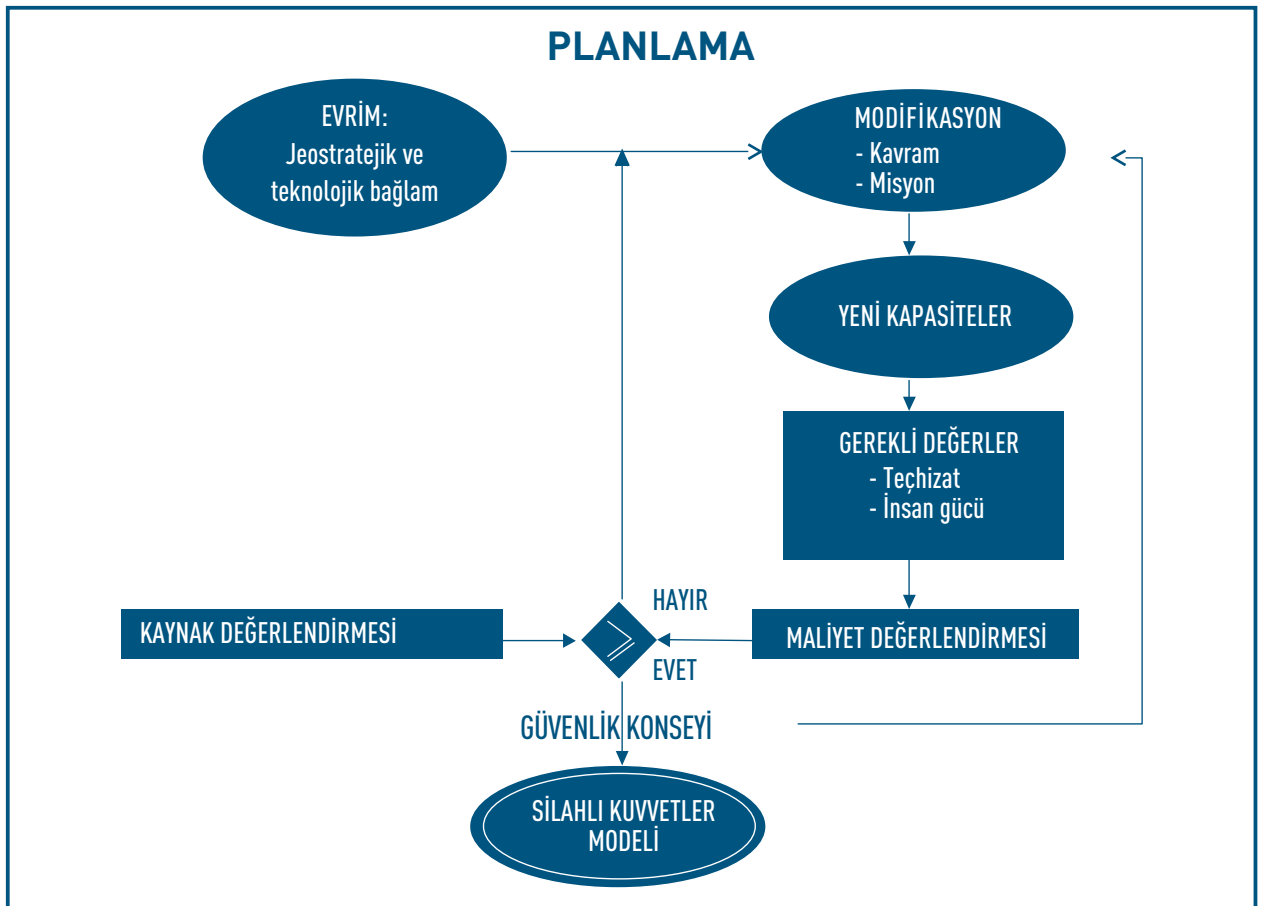 PLANLAMA
EVRİM:
Jeostratejik ve
teknolojik bağlam
MODİFİKASYON
- Kavram
- Misyon
YENİ KAPASİTELER
GEREKLİ DEĞERLER
- Teçhizat
- İnsan gücü
HAYIR
KAYNAK DEĞERLENDİRMESİ
MALİYET DEĞERLENDİRMESİ
EVET
GÜVENLİK KONSEYİ
SİLAHLI KUVVETLER
MODELİ